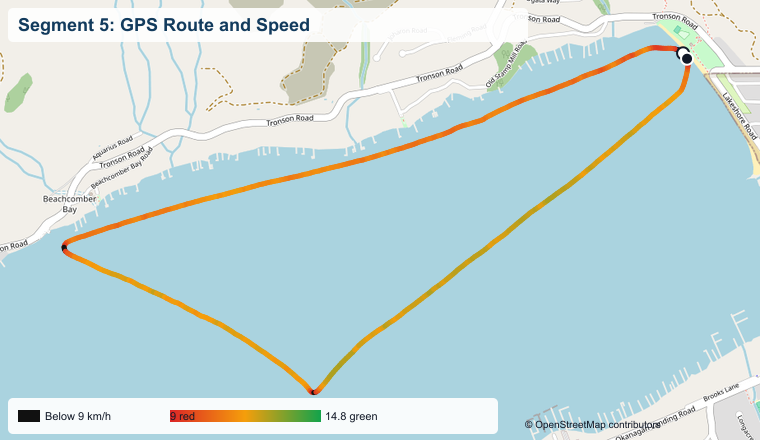 Segment 5: GPS Route and Speed
Tronson Road
Tronson Road
Old Stamp Mill Road
Tronson Road
Lakeshore Road
Tronson Road
Aquarius Road
Tronson Road
Beachcomber Bay Road
Beachcomber
Bay
on Road
Below 9 km/h
9 red
14.8 green
Brooks Lane
Okanagan Landing Road
Longacre
© OpenStreetMap contributors